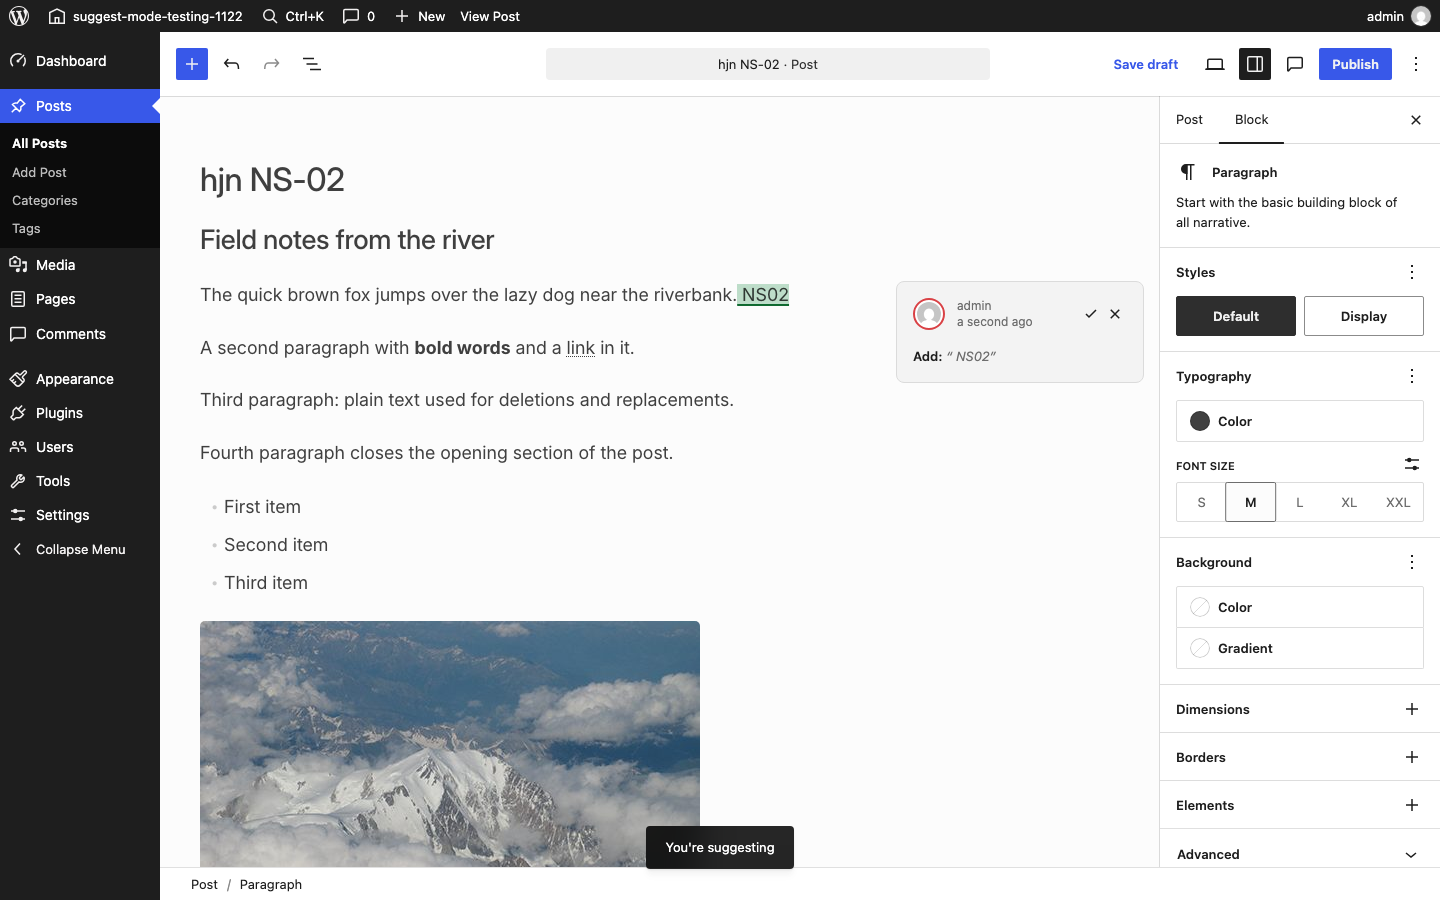 suggest-mode-testing-1122 Ctrl+K 0 New View Post admin
Dashboard
Posts
All Posts
Add Post
Categories
Tags
Media
Pages
Comments
Appearance
Plugins
Users
Tools
Settings
Collapse Menu
hjn NS-02 · Post
Save draft Publish
hjn NS-02
Field notes from the river
The quick brown fox jumps over the lazy dog near the riverbank. NS02
A second paragraph with bold words and a link in it.
Third paragraph: plain text used for deletions and replacements.
Fourth paragraph closes the opening section of the post.
First item
Second item
Third item
admin
a second ago
Add: “ NS02”
You're suggesting
Post / Paragraph
Post Block
Paragraph
Start with the basic building block of
all narrative.
Styles
Default Display
Typography
Color
FONT SIZE
S M L XL XXL
Background
Color
Gradient
Dimensions
Borders
Elements
Advanced